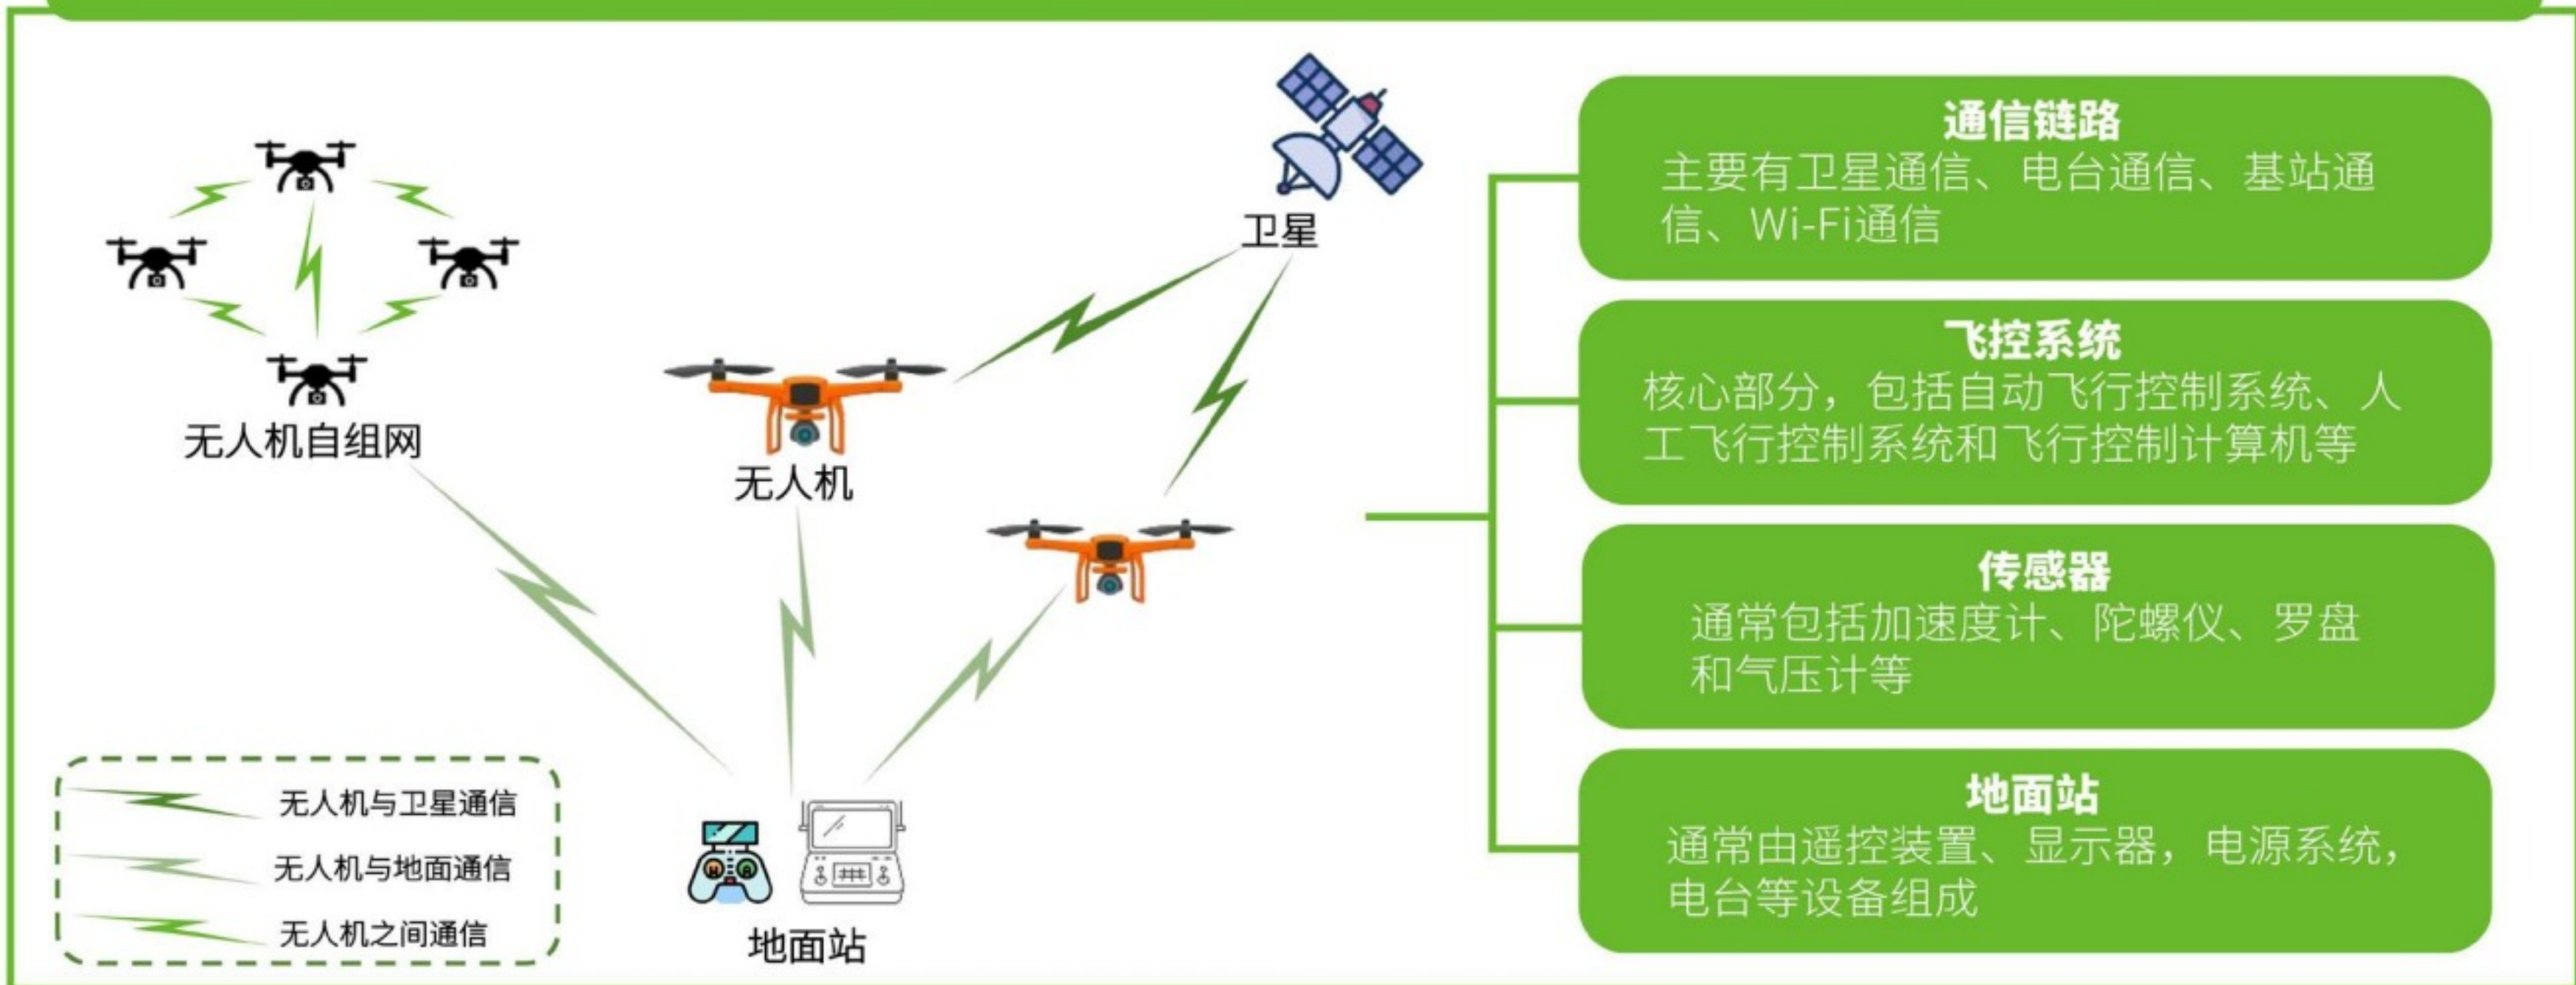 卫星
无人机自组网
无人机
地面站
无人机与卫星通信
无人机与地面通信
无人机之间通信
通信链路
主要有卫星通信、电台通信、基站通
信、Wi-Fi通信
飞控系统
核心部分，包括自动飞行控制系统、人
工飞行控制系统和飞行控制计算机等
传感器
通常包括加速度计、陀螺仪、罗盘
和气压计等
地面站
通常由遥控装置、显示器，电源系统，
电台等设备组成